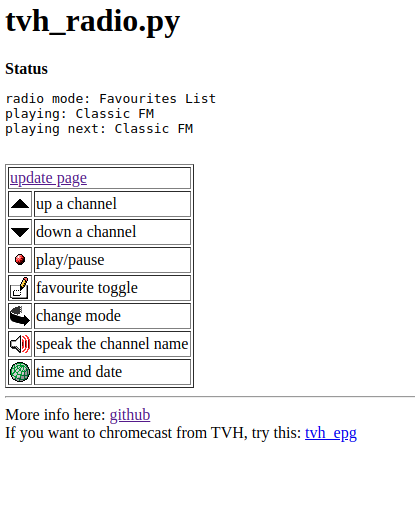 tvh_radio.py
Status
radio mode: Favourites List
playing: Classic FM
playing next: Classic FM
update page
up a channel
down a channel
play/pause
favourite toggle
change mode
speak the channel name
time and date
More info here: github
If you want to chromecast from TVH, try this: tvh_epg